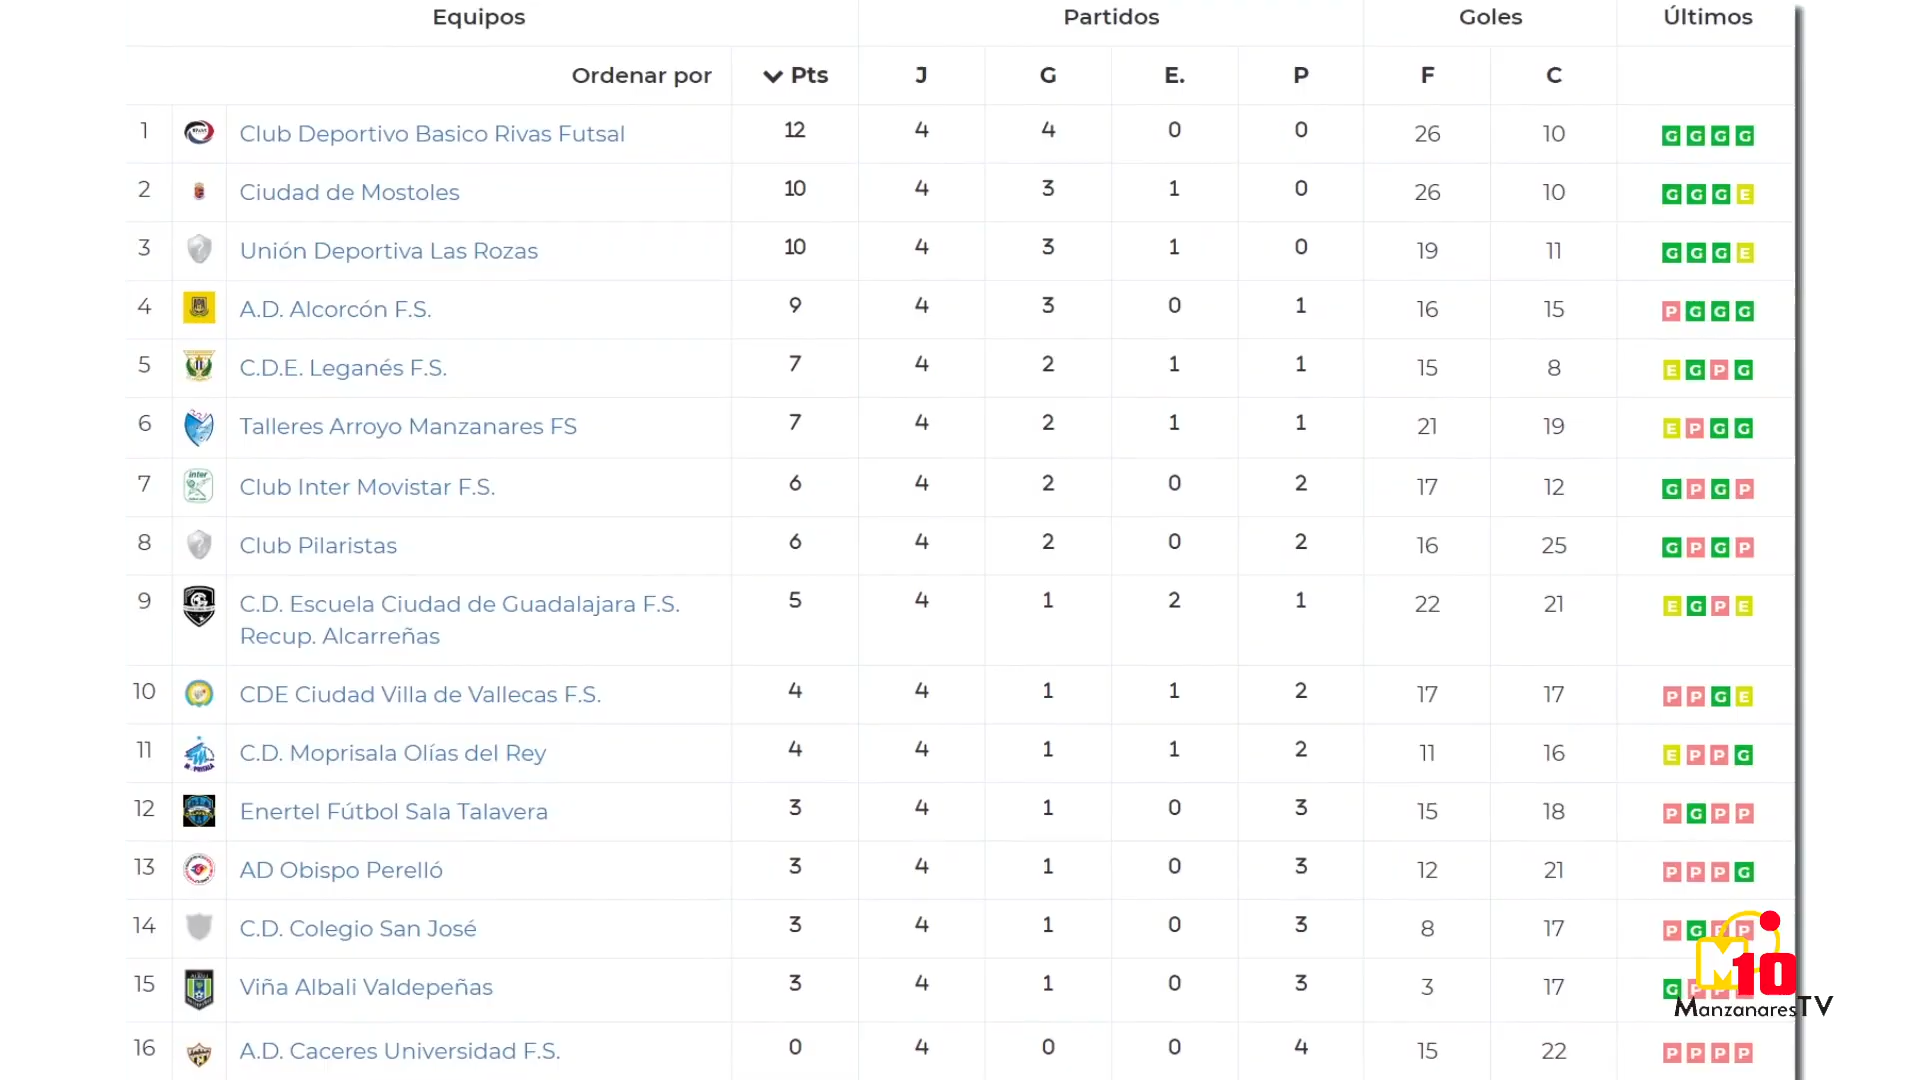 Equipos Partidos Goles Últimos
Ordenar por Pts J G E. P F C
1 Club Deportivo Basico Rivas Futsal 12 4 4 0 0 26 10 G G G G
2 Ciudad de Mostoles 10 4 3 1 0 26 10 G G G E
3 Unión Deportiva Las Rozas 10 4 3 1 0 19 11 G G G E
4 A.D. Alcorcón F.S. 9 4 3 0 1 16 15 P G G G
5 C.D.E. Leganés F.S. 7 4 2 1 1 15 8 E G P G
6 Talleres Arroyo Manzanares FS 7 4 2 1 1 21 19 E P G G
7 Club Inter Movistar F.S. 6 4 2 0 2 17 12 G P G P
8 Club Pilaristas 6 4 2 0 2 16 25 G P G P
9 C.D. Escuela Ciudad de Guadalajara F.S. 5 4 1 2 1 22 21 E G P E
Recup. Alcarreñas
10 CDE Ciudad Villa de Vallecas F.S. 4 4 1 1 2 17 17 P P G E
11 C.D. Moprisala Olías del Rey 4 4 1 1 2 11 16 E P P G
12 Enertel Fútbol Sala Talavera 3 4 1 0 3 15 18 P G P P
13 AD Obispo Perelló 3 4 1 0 3 12 21 P P P G
14 C.D. Colegio San José 3 4 1 0 3 8 17 P G P P
15 Viña Albali Valdepeñas 3 4 1 0 3 3 17 G P
16 A.D. Caceres Universidad F.S. 0 4 0 0 4 15 22 P P P P
M10
ManzanaresTV